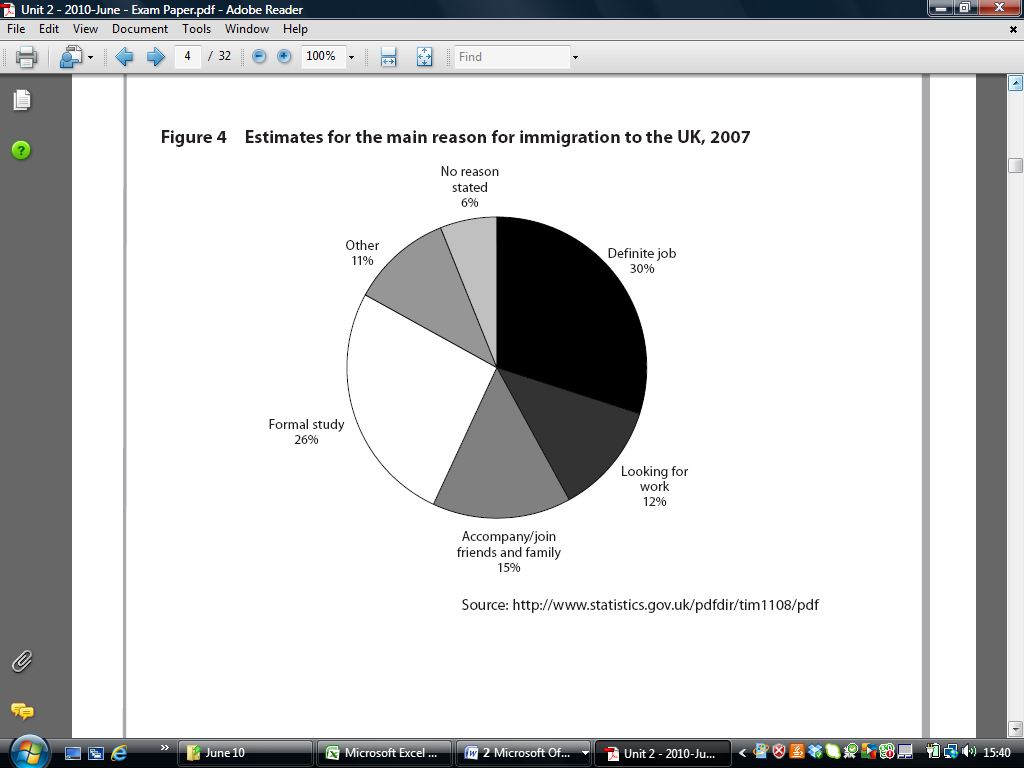 Unit 2 - 2010-June - Exam Paper.pdf - Adobe Reader
File Edit View Document Tools Window Help
4 / 32 100% Find
Figure 4 Estimates for the main reason for immigration to the UK, 2007
No reason
stated
6%
Other
11%
Definite job
30%
Formal study
26%
Looking for
work
12%
Accompany/join
friends and family
15%
Source: http://www.statistics.gov.uk/pdfdir/tim1108/pdf
June 10
Microsoft Excel ...
2 Microsoft Of...
Unit 2 - 2010-Ju...
15:40